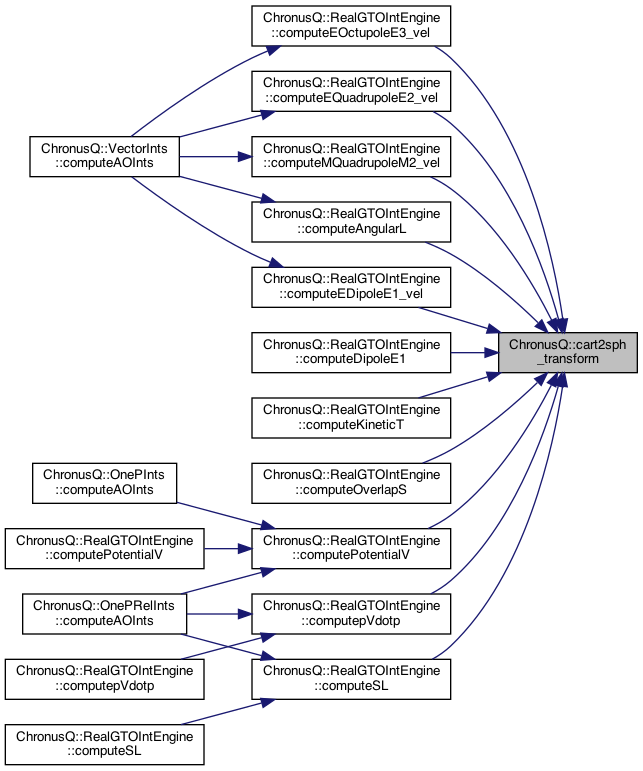 ChronusQ::RealGTOIntEngine
::computeEOctupoleE3_vel
ChronusQ::RealGTOIntEngine
::computeEQuadrupoleE2_vel
ChronusQ::VectorInts
::computeAOInts
ChronusQ::RealGTOIntEngine
::computeMQuadrupoleM2_vel
ChronusQ::RealGTOIntEngine
::computeAngularL
ChronusQ::RealGTOIntEngine
::computeEDipoleE1_vel
ChronusQ::RealGTOIntEngine
::computeDipoleE1
ChronusQ::cart2sph
_transform
ChronusQ::RealGTOIntEngine
::computeKineticT
ChronusQ::RealGTOIntEngine
::computeOverlapS
ChronusQ::OnePInts
::computeAOInts
ChronusQ::RealGTOIntEngine
::computePotentialV
ChronusQ::RealGTOIntEngine
::computePotentialV
ChronusQ::OnePRelInts
::computeAOInts
ChronusQ::RealGTOIntEngine
::computepVdotp
ChronusQ::RealGTOIntEngine
::computepVdotp
ChronusQ::RealGTOIntEngine
::computeSL
ChronusQ::RealGTOIntEngine
::computeSL